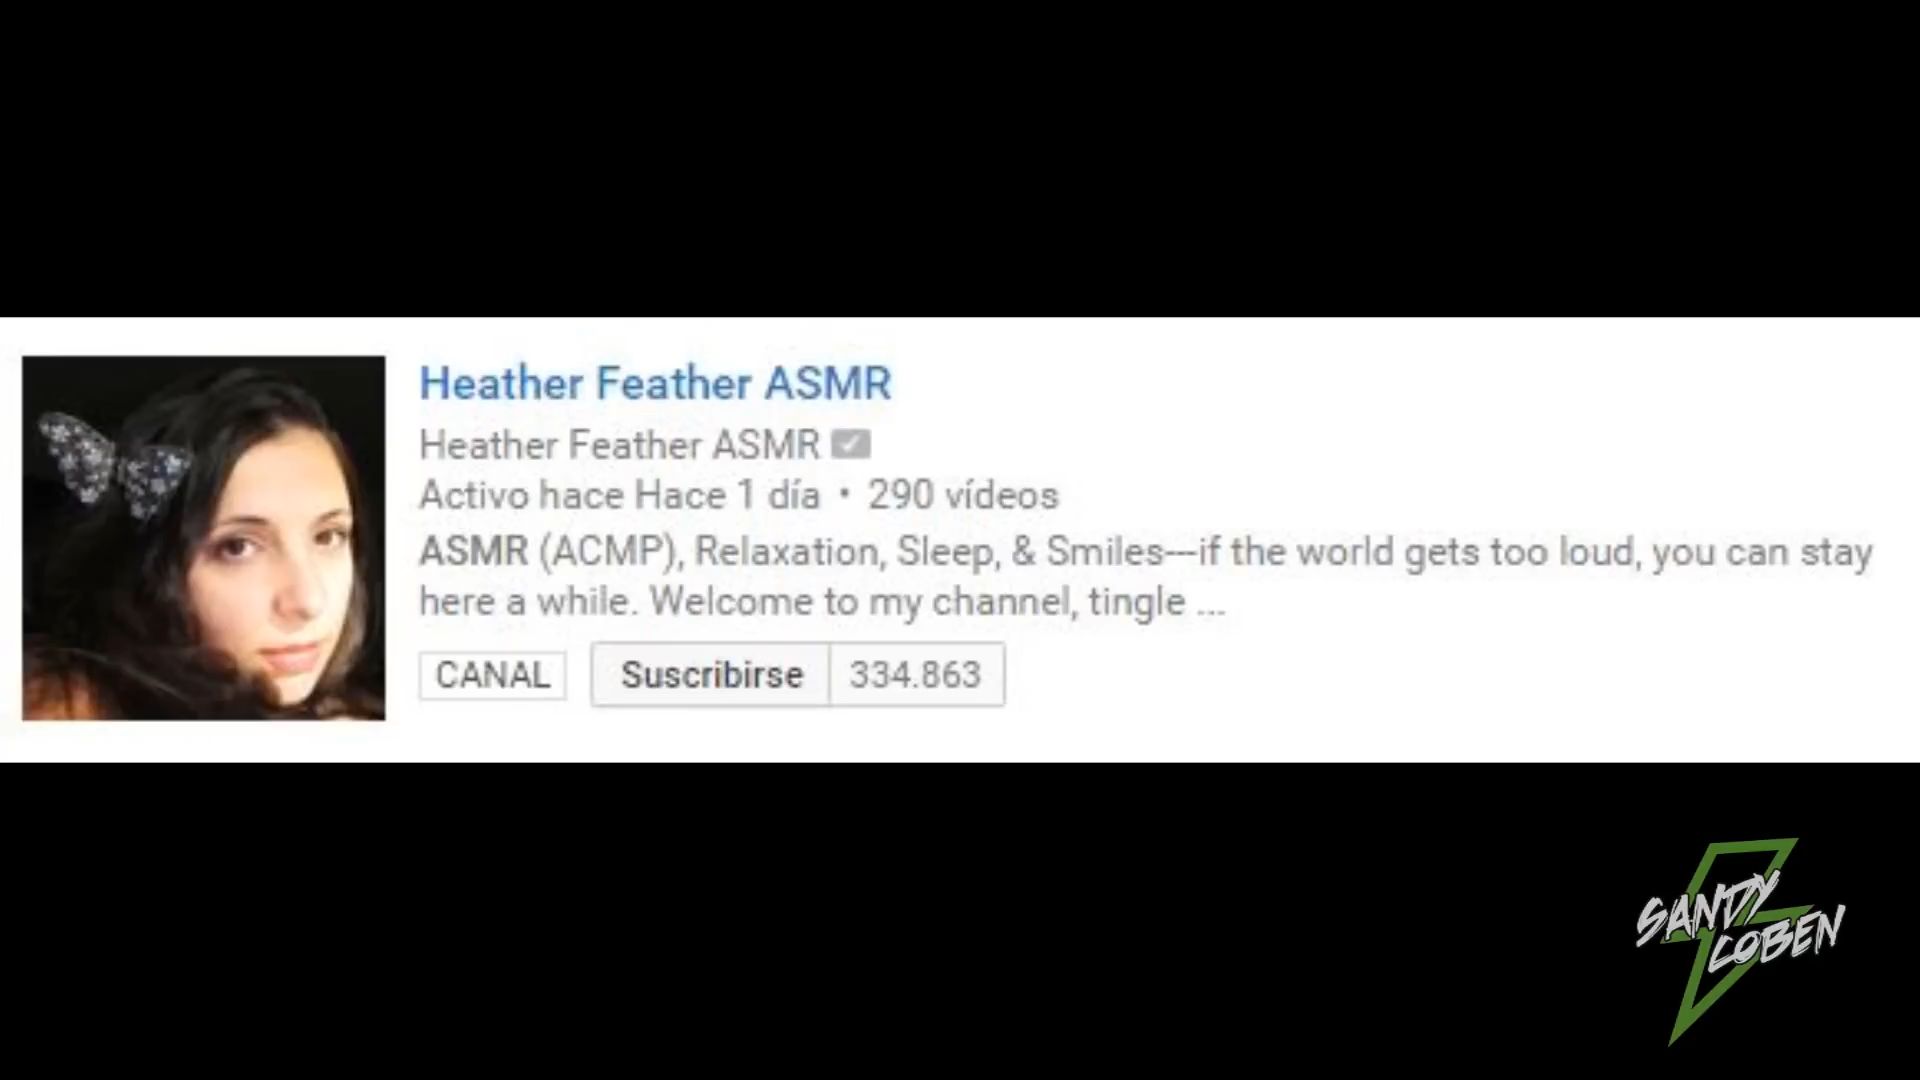 Heather Feather ASMR
Heather Feather ASMR
Activo hace Hace 1 día • 290 vídeos
ASMR (ACMP), Relaxation, Sleep, & Smiles---if the world gets too loud, you can stay
here a while. Welcome to my channel, tingle ...
CANAL Suscribirse 334.863
SANDY
COBEN